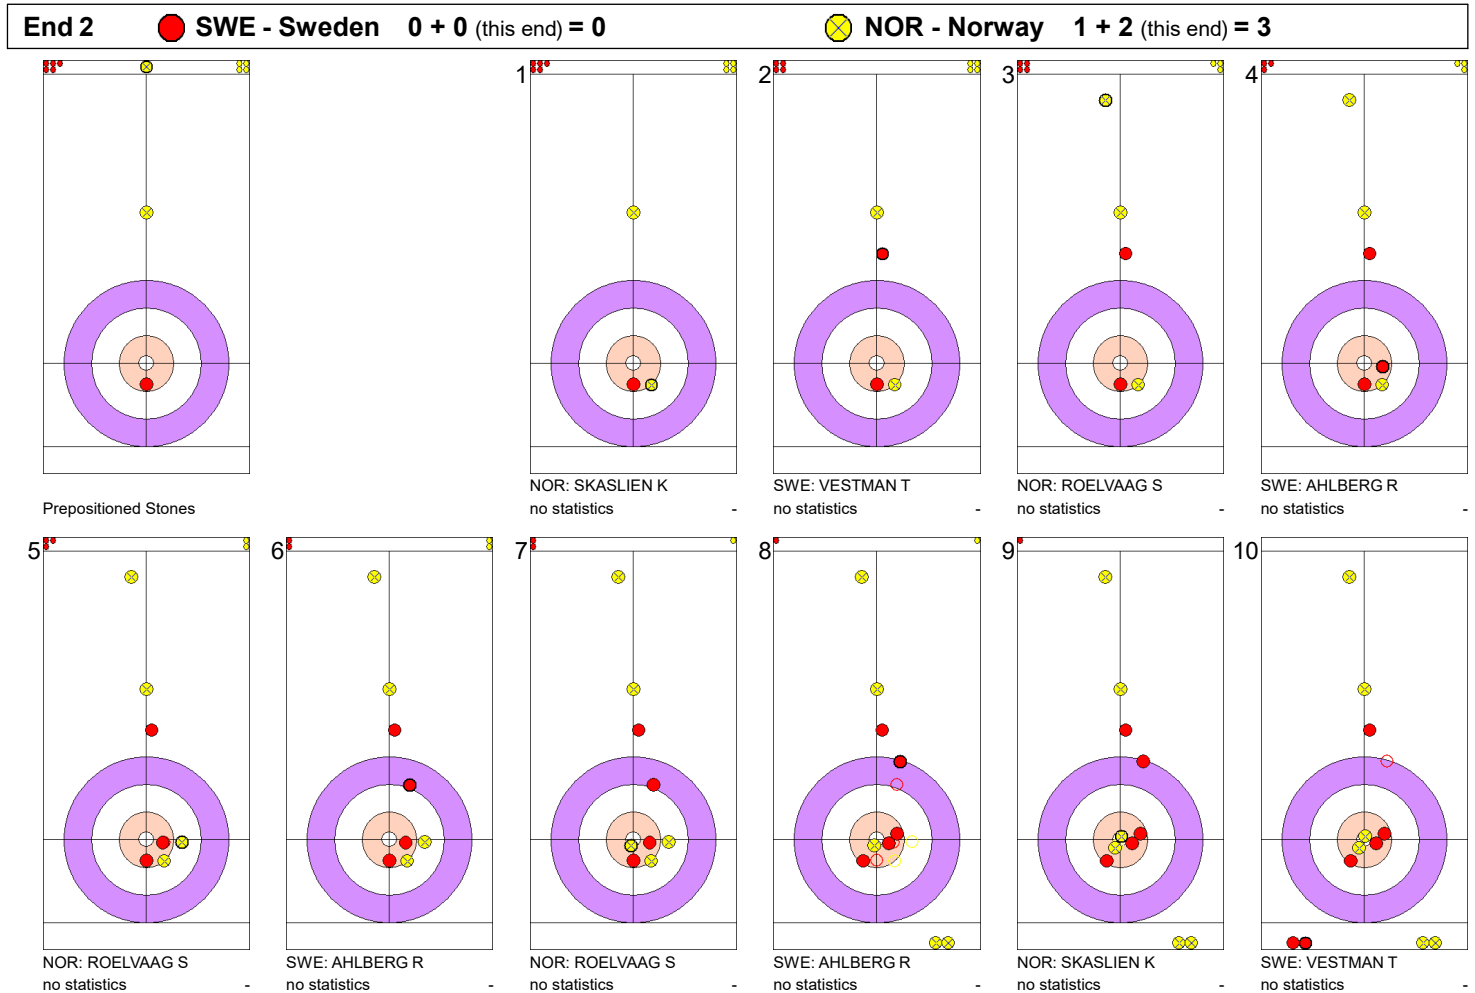 End 2 SWE - Sweden 0 + 0 (this end) = 0 NOR - Norway 1 + 2 (this end) = 3
1 2 3 4
NOR: SKASLIEN K SWE: VESTMAN T NOR: ROELVAAG S SWE: AHLBERG R
Prepositioned Stones no statistics - no statistics - no statistics - no statistics -
5 6 7 8 9 10
NOR: ROELVAAG S SWE: AHLBERG R NOR: ROELVAAG S SWE: AHLBERG R NOR: SKASLIEN K SWE: VESTMAN T
no statistics - no statistics - no statistics - no statistics - no statistics - no statistics -